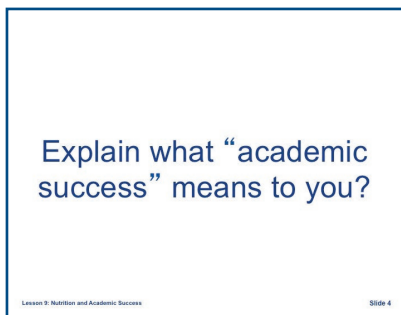 Explain what “academic
success” means to you?
Lesson 9: Nutrition and Academic Success
Slide 4